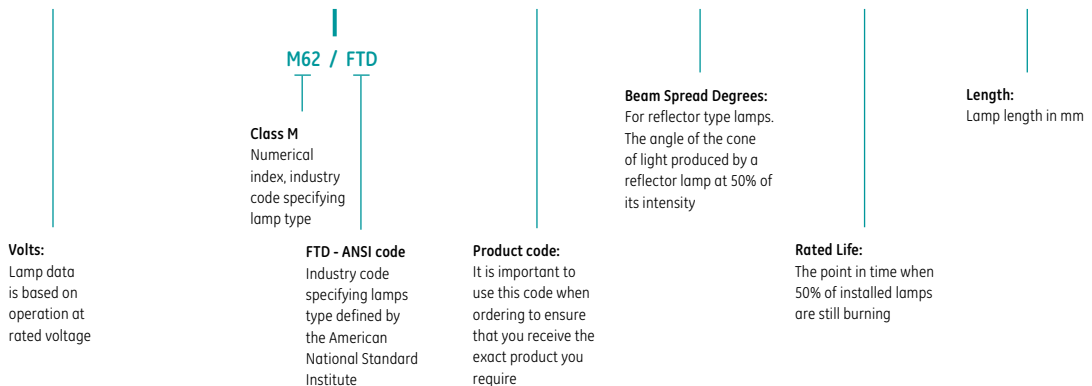 M62 / FTD
Class M
Numerical
index, industry
code specifying
lamp type
Beam Spread Degrees:
For reflector type lamps.
The angle of the cone
of light produced by a
reflector lamp at 50% of
its intensity
Length:
Lamp length in mm
Volts:
Lamp data
is based on
operation at
rated voltage
FTD - ANSI code
Industry code
specifying lamps
type defined by
the American
National Standard
Institute
Product code:
It is important to
use this code when
ordering to ensure
that you receive the
exact product you
require
Rated Life:
The point in time when
50% of installed lamps
are still burning